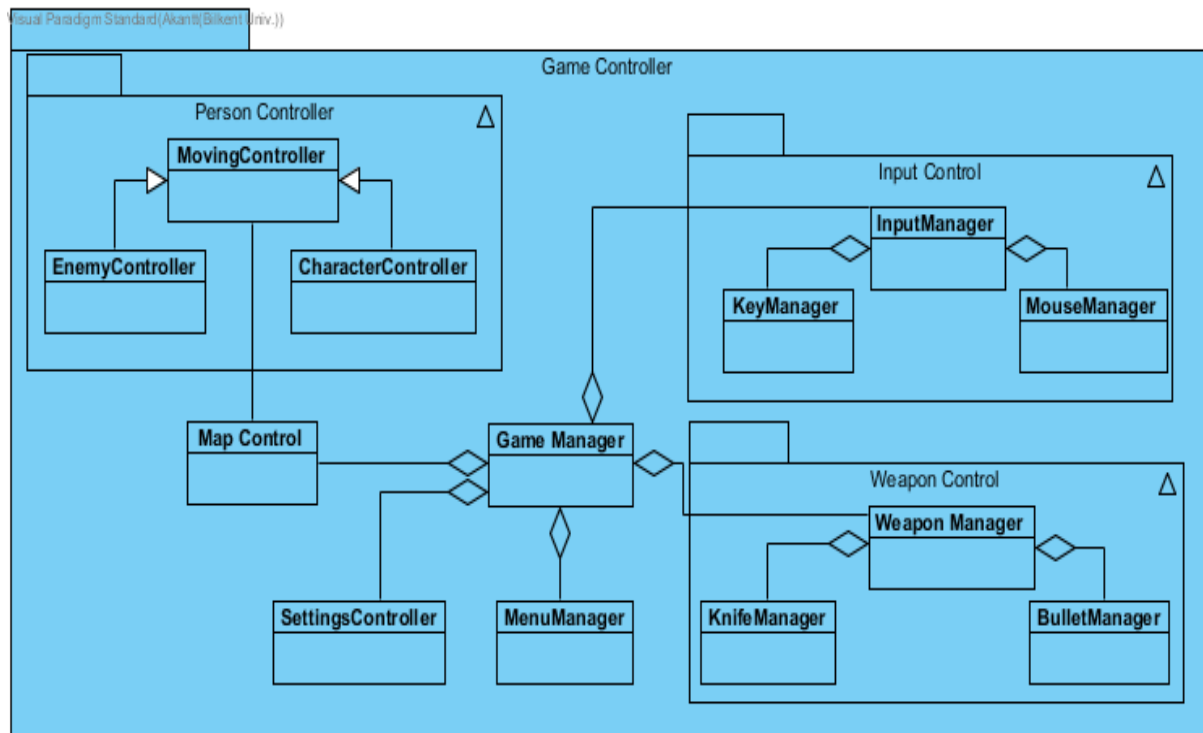 Visual Paradigm Standard(Akanti(Bilkent Univ.))
Game Controller
Person Controller
MovingController
EnemyController
CharacterController
Input Control
InputManager
KeyManager
MouseManager
Map Control
Game Manager
Weapon Control
Weapon Manager
SettingsController
MenuManager
KnifeManager
BulletManager